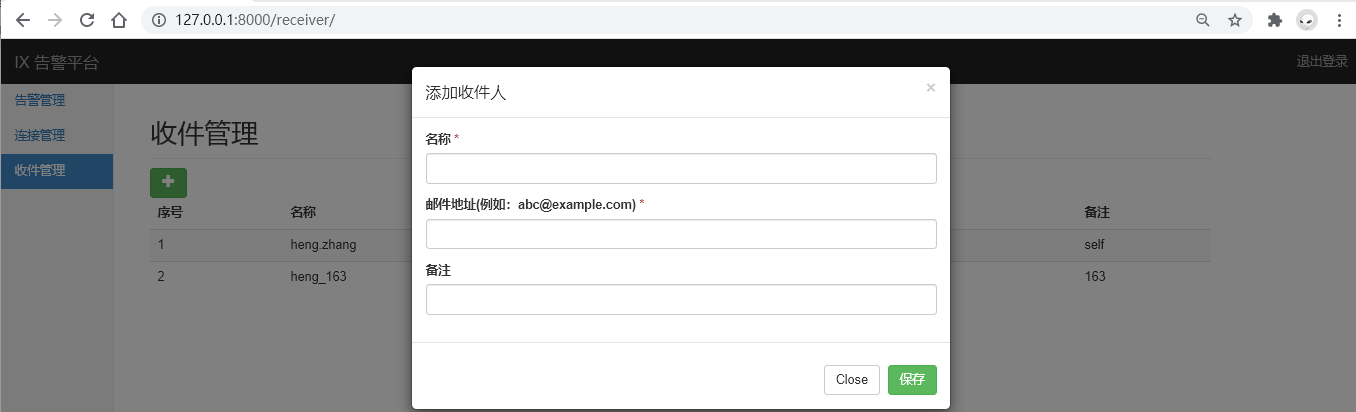 127.0.0.1:8000/receiver/
IX 告警平台
退出登录
告警管理
连接管理
收件管理
收件管理
序号 名称 备注
1 heng.zhang self
2 heng_163 163
添加收件人 ×
名称 *
邮件地址(例如：abc@example.com) *
备注
Close 保存